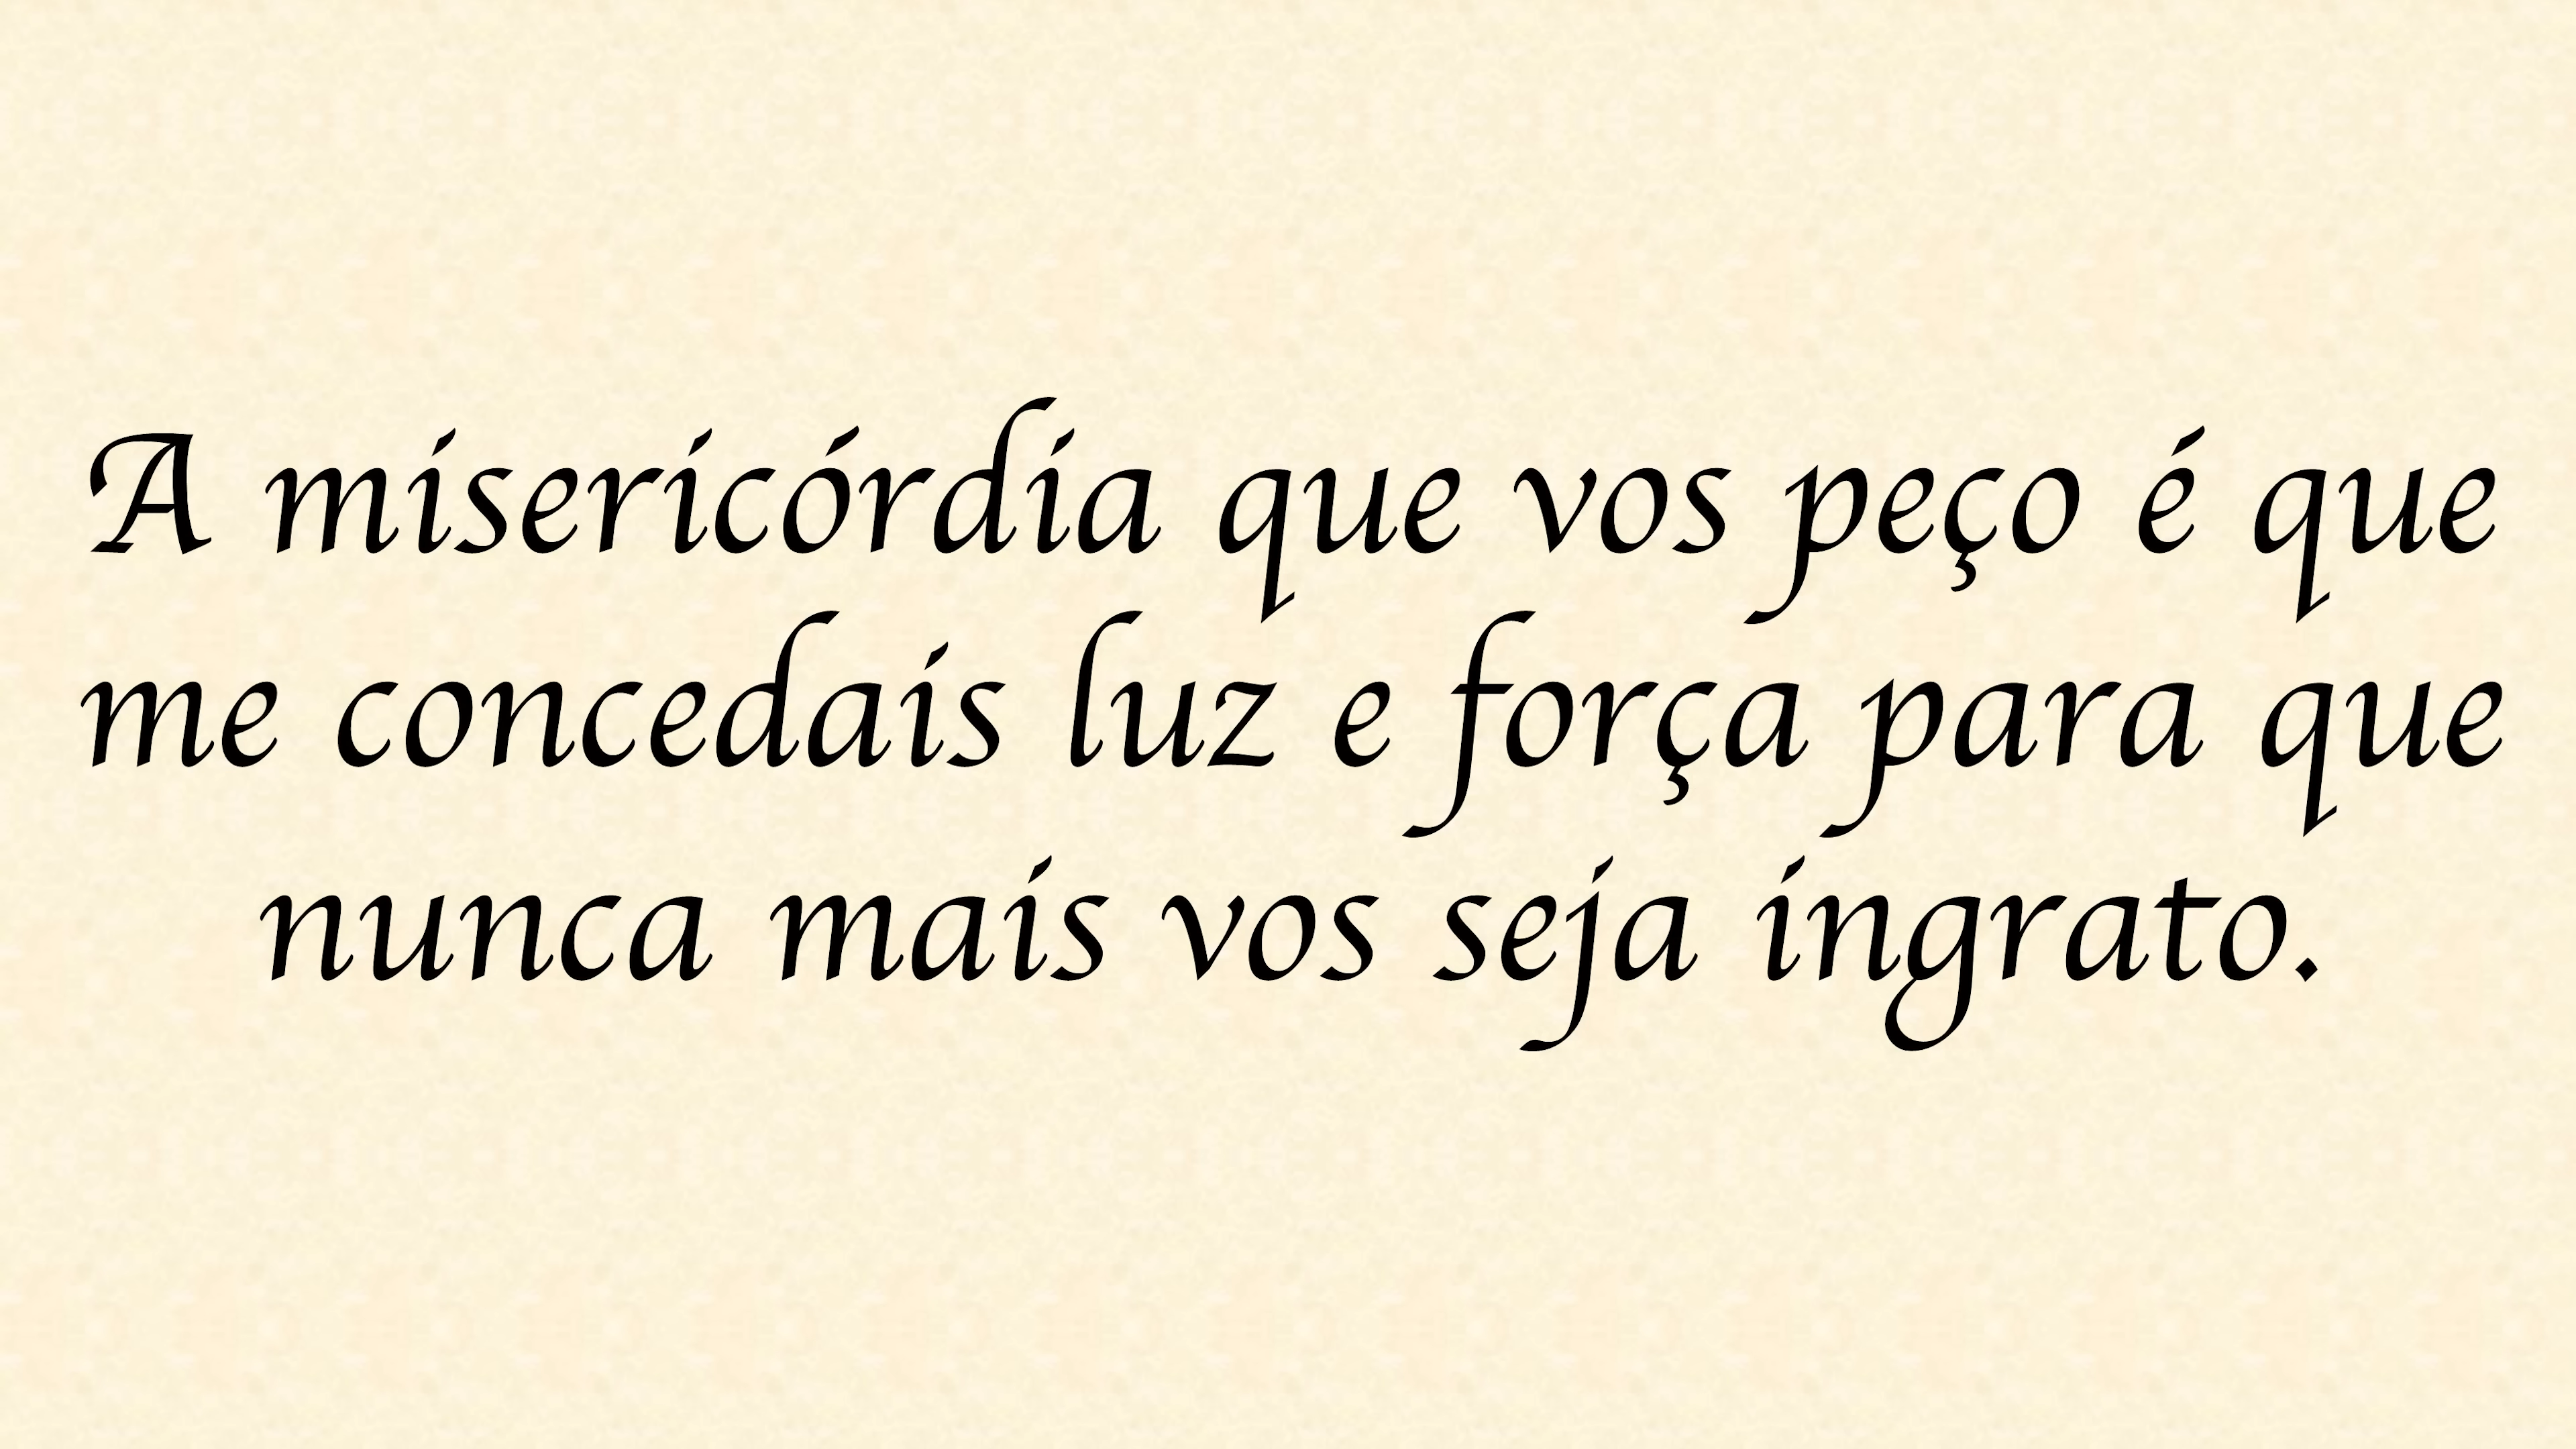 A misericórdia que vos peço é que
me concedais luz e força para que
nunca mais vos seja ingrato.